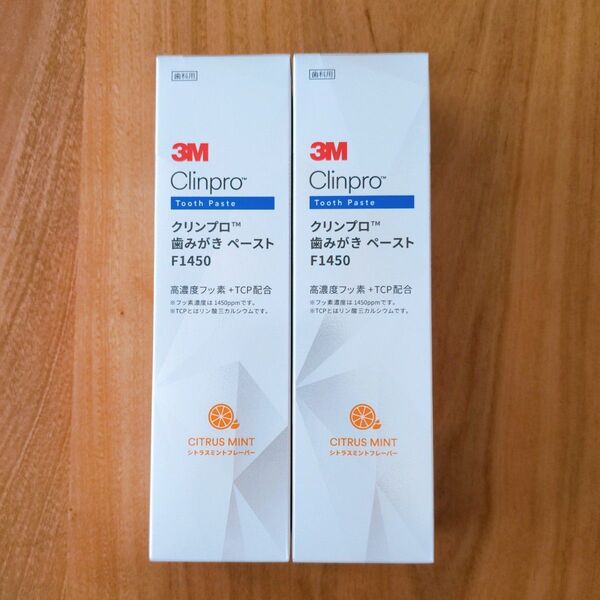 歯科用
3M
Clinpro™
Tooth Paste
クリンプロ™
歯みがき ペースト
F1450
高濃度フッ素 +TCP配合
※フッ素濃度は1450ppmです。
※TCPとはリン酸三カルシウムです。
CITRUS MINT
シトラスミントフレーバー
歯科用
3M
Clinpro™
Tooth Paste
クリンプロ™
歯みがき ペースト
F1450
高濃度フッ素 +TCP配合
※フッ素濃度は1450ppmです。
※TCPとはリン酸三カルシウムです。
CITRUS MINT
シトラスミントフレーバー